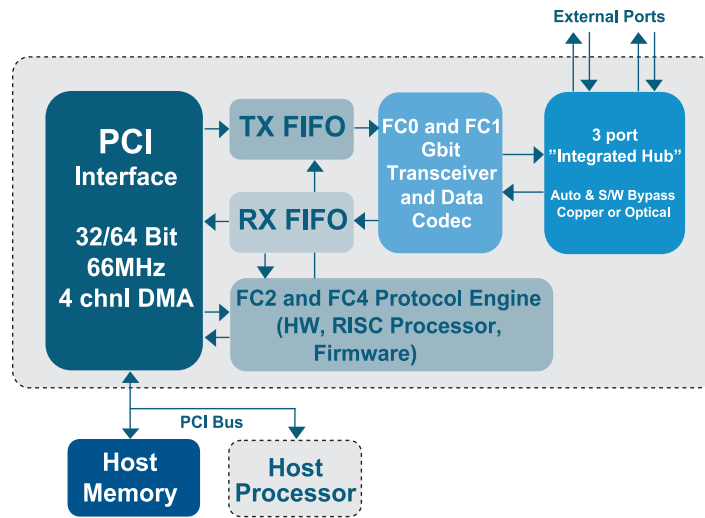 External Ports
PCI
Interface
32/64 Bit
66MHz
4 chnl DMA
TX FIFO
RX FIFO
FC0 and FC1
Gbit
Transceiver
and Data
Codec
3 port
”Integrated Hub”
Auto & S/W Bypass
Copper or Optical
FC2 and FC4 Protocol Engine
(HW, RISC Processor,
Firmware)
PCI Bus
Host
Memory
Host
Processor